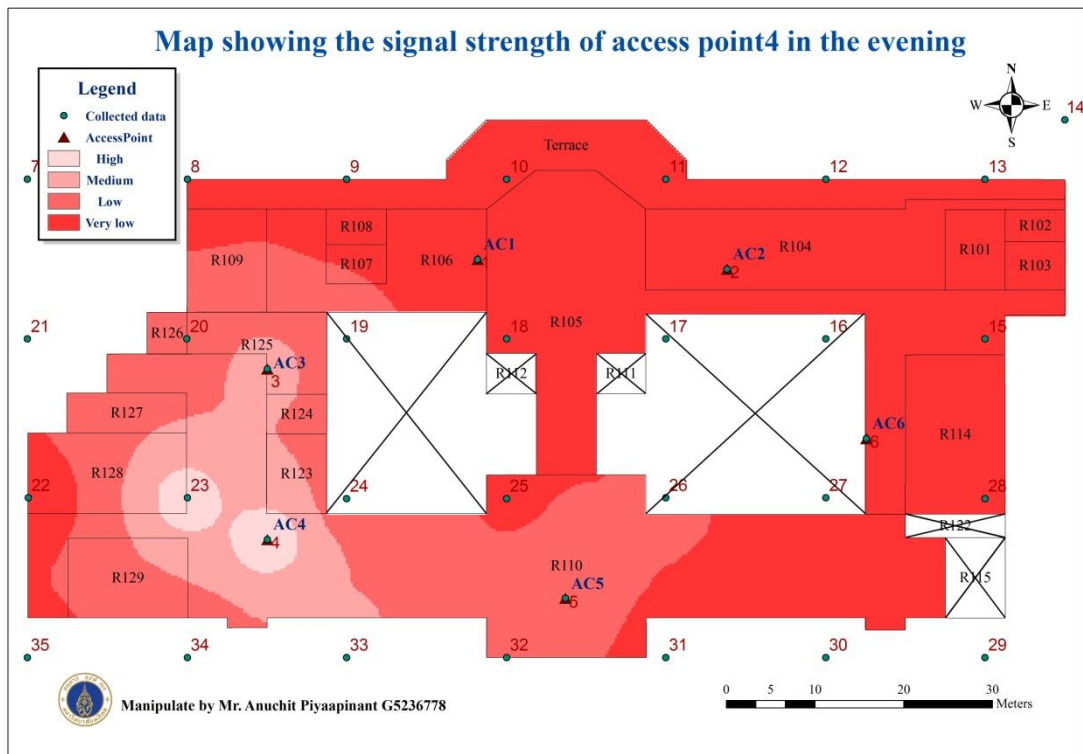 Map showing the signal strength of access point4 in the evening
Legend
Collected data
AccessPoint
High
Medium
Low
Very low
N
W E
S
14
7 8 9 10 11 12 13
Terrace
R108
R107
R106
AC1
1
R109
AC2
2
R104
R101
R102
R103
R105
21 R126 20 19 18 17 16 15
R125
AC3
3
R112 R111
R127 R124
AC6
6
R114
R128 R123
22 23 24 25 26 27 28
AC4
4
R122
R129
R110
AC5
5
R115
35 34 33 32 31 30 29
Manipulate by Mr. Anuchit Piyaapinant G5236778
0 5 10 20 30
Meters